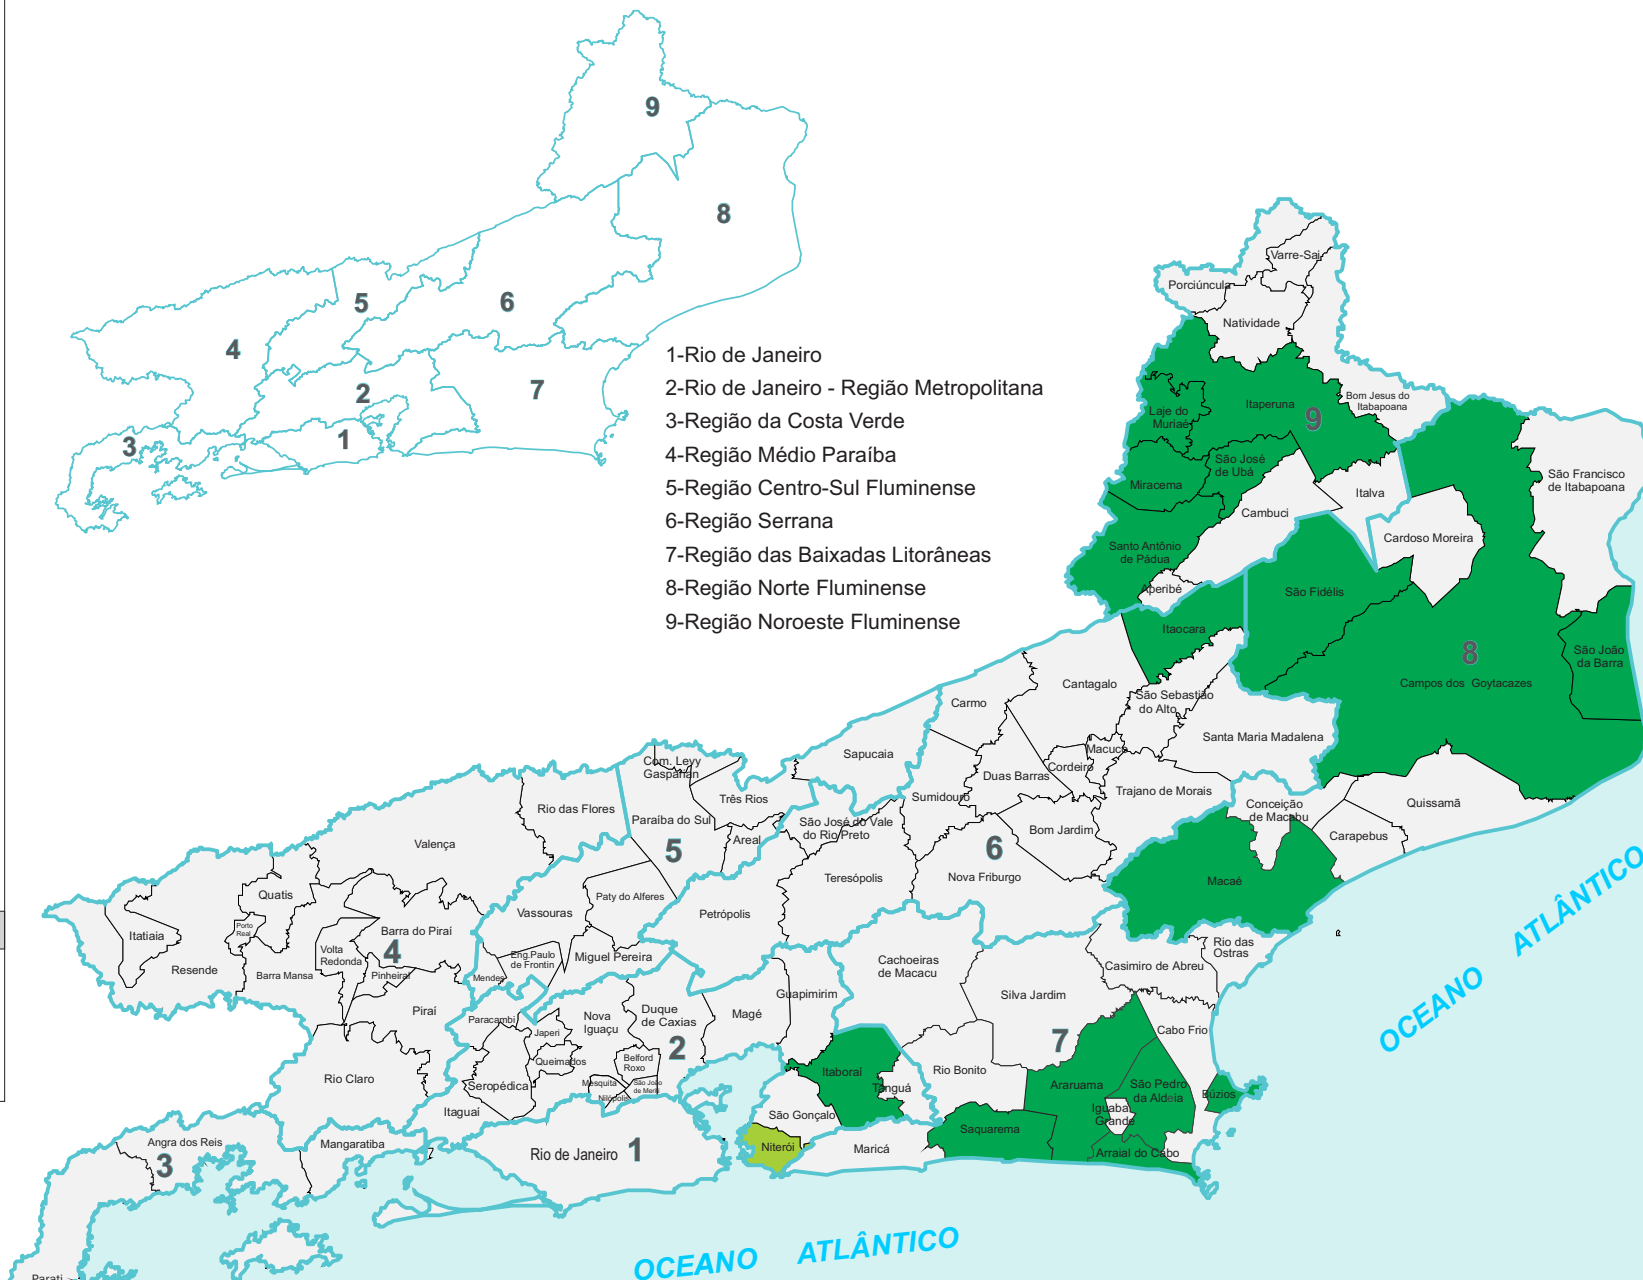 9
8
5
6
4
2
7
3
1
1-Rio de Janeiro
2-Rio de Janeiro - Região Metropolitana
3-Região da Costa Verde
4-Região Médio Paraíba
5-Região Centro-Sul Fluminense
6-Região Serrana
7-Região das Baixadas Litorâneas
8-Região Norte Fluminense
9-Região Noroeste Fluminense
Varre-Sai
Porciúncula
Natividade
Bom Jesus do
Itabapoana
Itaperuna
9
Laje do
Muriaé
São José
de Ubá
Miracema
Italva
São Francisco
de Itabapoana
Cambuci
Cardoso Moreira
Santo Antônio
de Pádua
Aperibé
São Fidélis
Itaocara
8
São João
da Barra
Campos dos Goytacazes
Cantagalo
São Sebastião
do Alto
Carmo
Santa Maria Madalena
Macuco
Cordeiro
Duas Barras
Sapucaia
Com. Levy
Gasparian
Três Rios
Sumidouro
Trajano de Morais
Conceição
de Macabu
Quissamã
Carapebus
Rio das Flores
Paraíba do Sul
São José do Vale
do Rio Preto
Areal
Bom Jardim
Valença
5
6
Teresópolis
Nova Friburgo
Macaé
Quatis
Paty do Alferes
Vassouras
Petrópolis
Porto
Real
Itatiaia
Barra do Piraí
4
Volta
Redonda
Resende
Barra Mansa
Pinheiral
Eng.Paulo
de Frontin
Mendes
Miguel Pereira
Cachoeiras
de Macacu
Rio das
Ostras
Casimiro de Abreu
Guapimirim
Silva Jardim
Piraí
Paracambi
Japeri
Nova
Iguaçu
Duque
de Caxias
Magé
7
Cabo Frio
2
Queimados
Belford
Roxo
Itaboraí
Rio Bonito
Rio Claro
Seropédica
Mesquita
São João
de Meriti
Nilópolis
Tanguá
Araruama
São Pedro
da Aldeia
Búzios
Itaguaí
São Gonçalo
Iguaba
Grande
Saquarema
Angra dos Reis
3
Mangaratiba
Rio de Janeiro
1
Niterói
Maricá
Arraial do Cabo
Parati
OCEANO ATLÂNTICO
OCEANO ATLÂNTICO